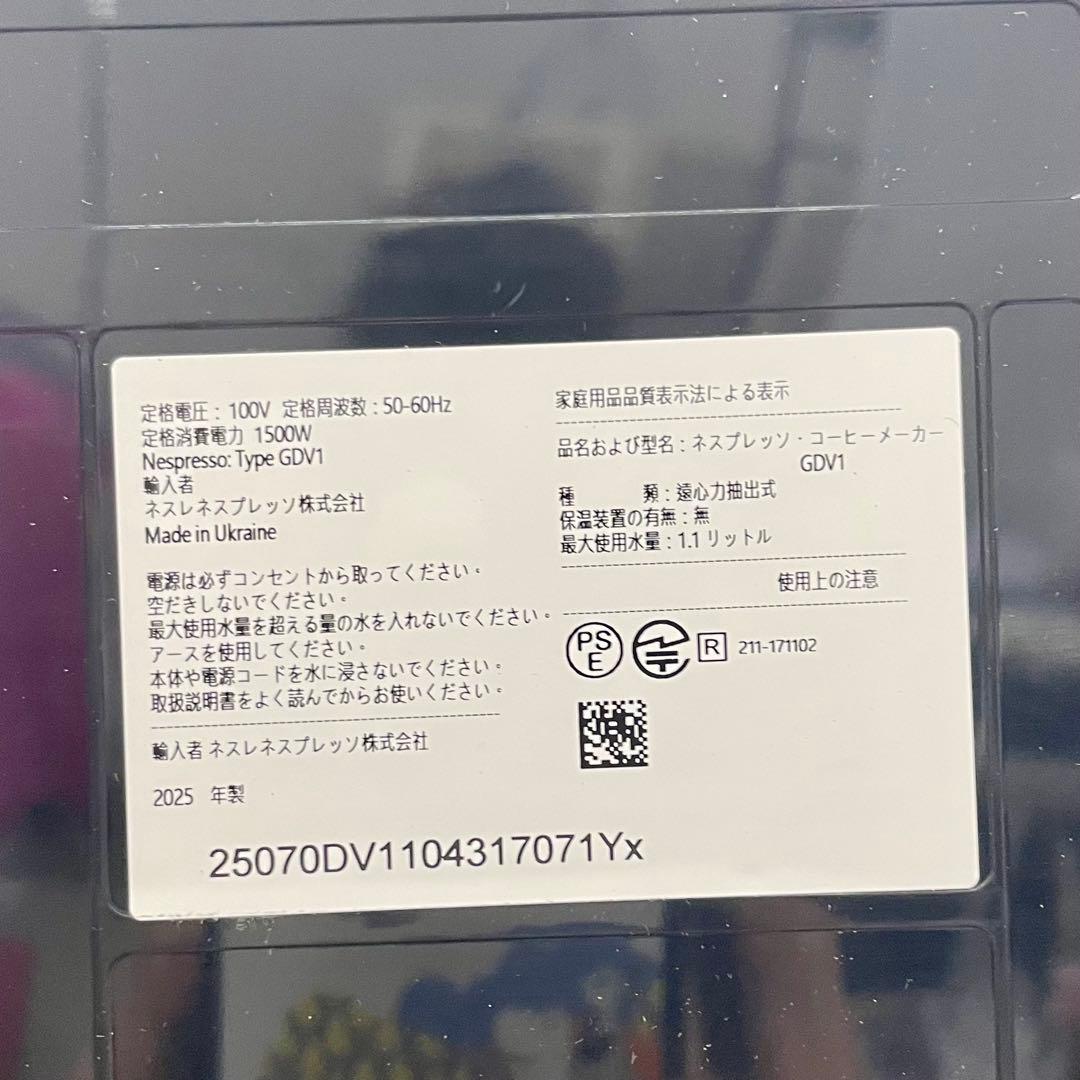 定格電圧：100V 定格周波数：50-60Hz
定格消費電力 1500W
Nespresso: Type GDV1
輸入者
ネスレネスプレッソ株式会社
Made in Ukraine
電源は必ずコンセントから取ってください。
空だきしないでください。
最大使用水量を超える量の水を入れないでください。
アースを使用してください。
本体や電源コードを水に浸さないでください。
取扱説明書をよく読んでからお使いください。
輸入者 ネスレネスプレッソ株式会社
2025 年製
25070DV1104317071Yx
家庭用品品質表示法による表示
品名および型名：ネスプレッソ・コーヒーメーカー
GDV1
種 類：遠心力抽出式
保温装置の有無：無
最大使用水量：1.1 リットル
使用上の注意
PS
E
R 211-171102